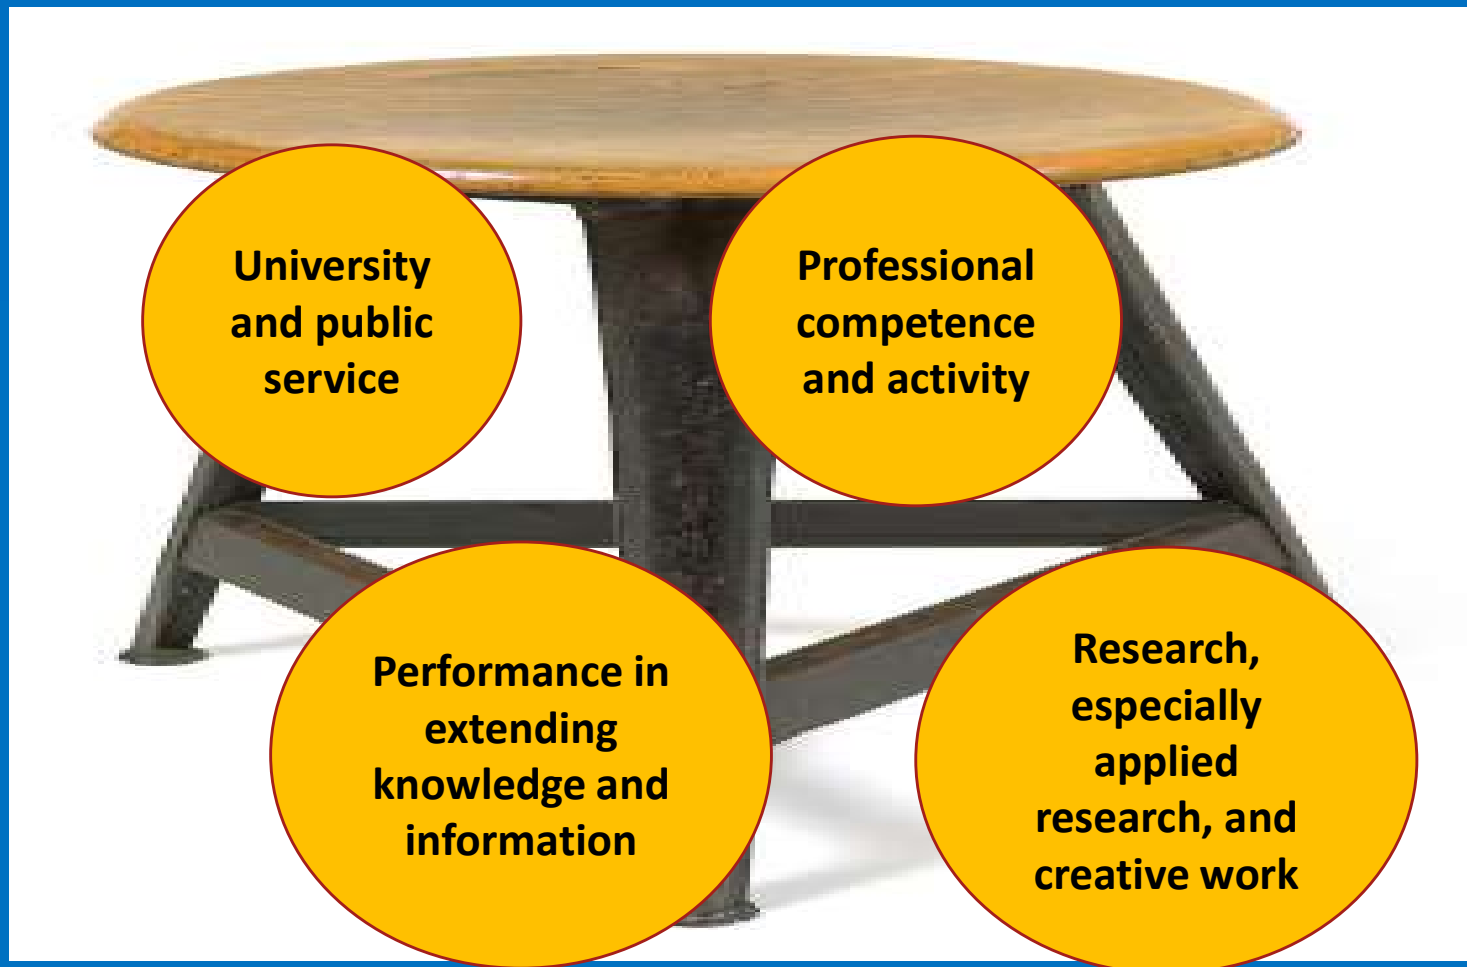 University
and public
service
Professional
competence
and activity
Performance in
extending
knowledge and
information
Research,
especially
applied
research, and
creative work